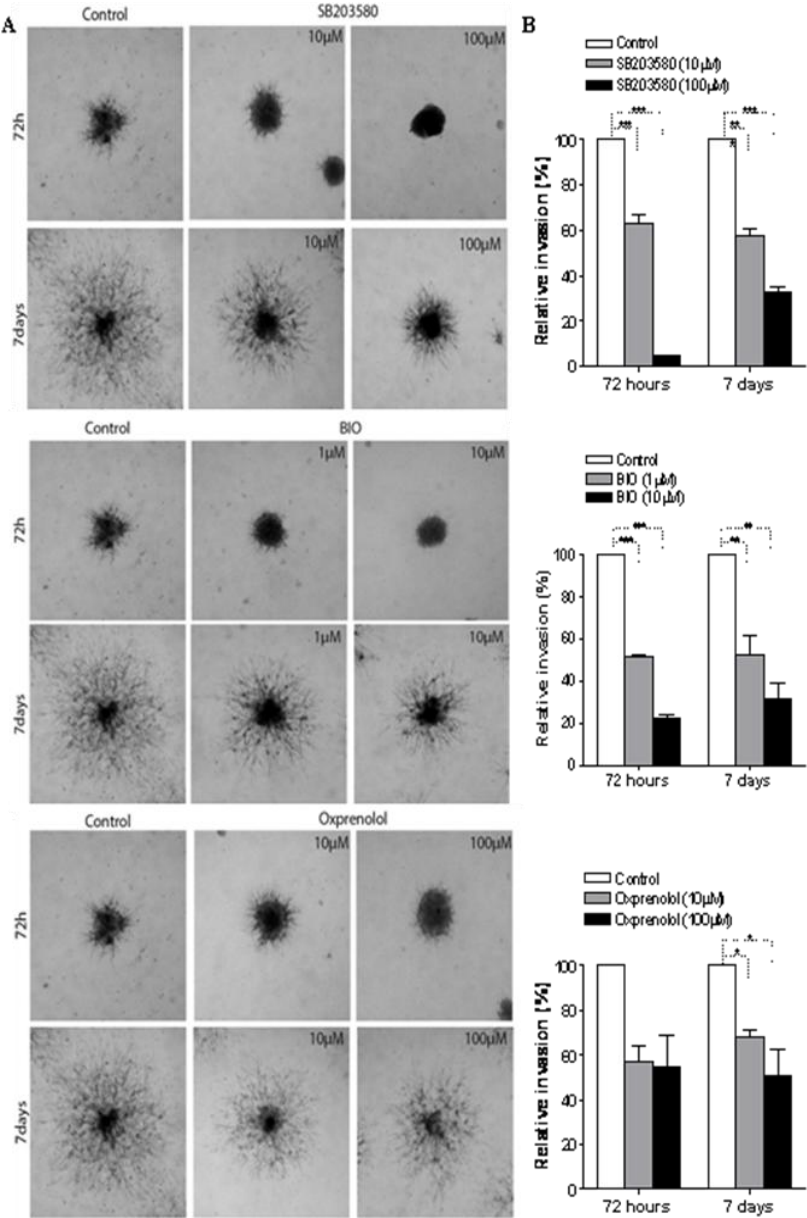 A
Control
SB203580
10µM
100µM
72h
10µM
100µM
7days
Control
BIO
1µM
10µM
72h
1µM
10µM
7days
Control
Oxprenolol
10µM
100µM
72h
10µM
100µM
7days
B
Control
SB203580 (10µM)
SB203580 (100µM)
*** *** *** ** *
Relative invasion (%)
100
80
60
40
20
0
72 hours 7 days
Control
BIO (1µM)
BIO (10µM)
*** *** ** **
Relative invasion (%)
100
80
60
40
20
0
72 hours 7 days
Control
Oxprenolol (10µM)
Oxprenolol (100µM)
* *
Relative invasion (%)
100
80
60
40
20
0
72 hours 7 days